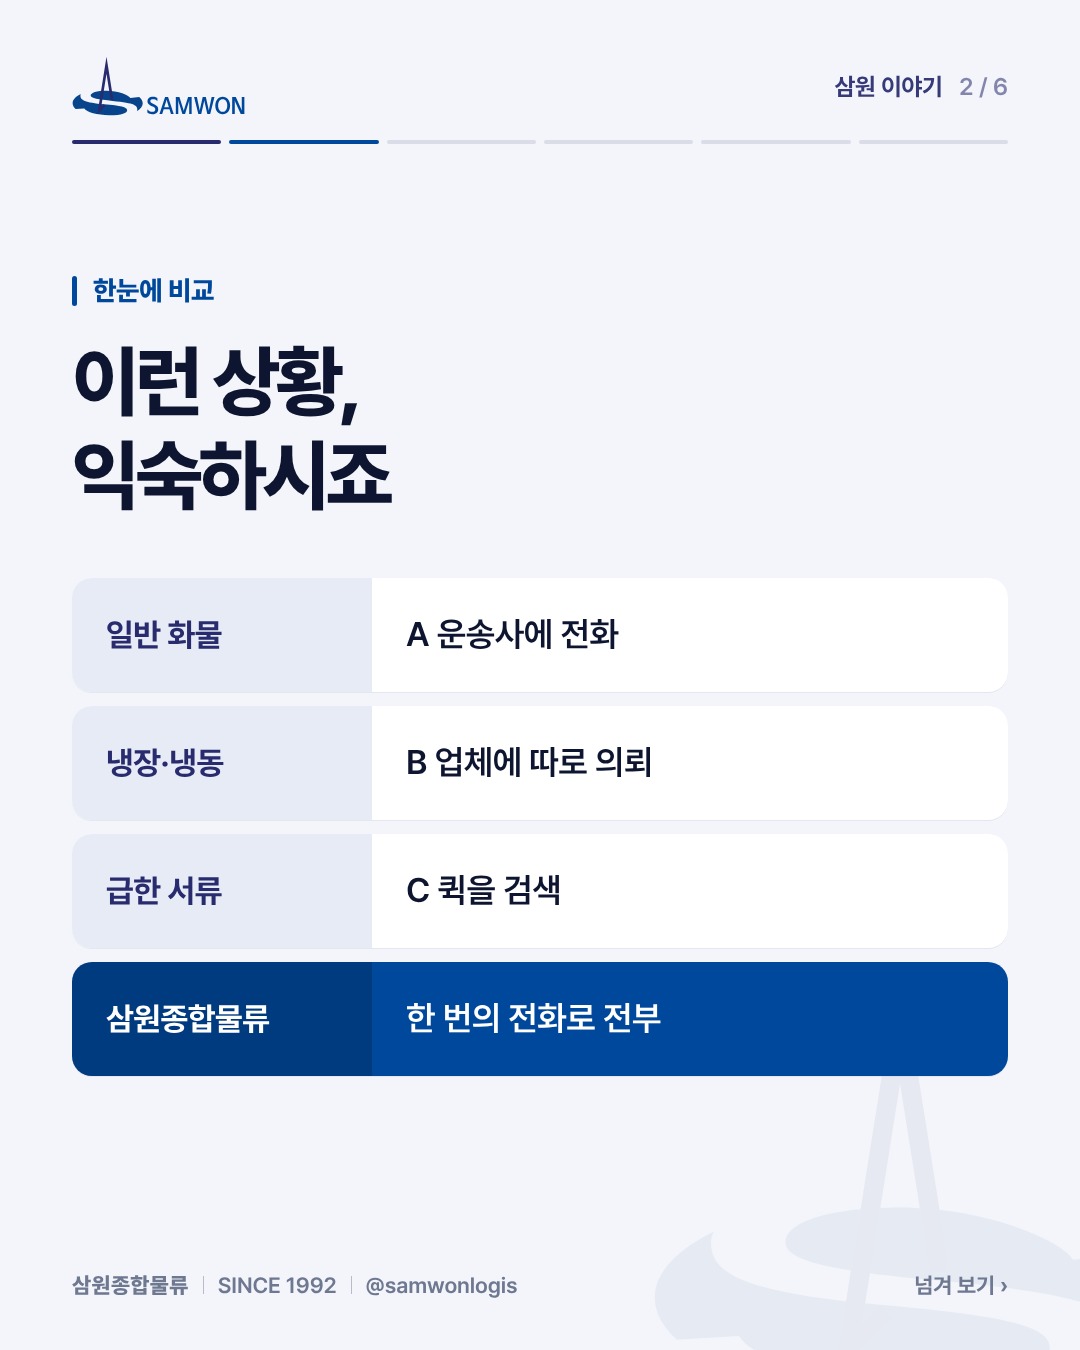 SAMWON
삼원 이야기 2 / 6
한눈에 비교
이런 상황,
익숙하시죠
일반 화물
A 운송사에 전화
냉장·냉동
B 업체에 따로 의뢰
급한 서류
C 퀵을 검색
삼원종합물류
한 번의 전화로 전부
삼원종합물류 | SINCE 1992 | @samwonlogis
넘겨 보기 ›